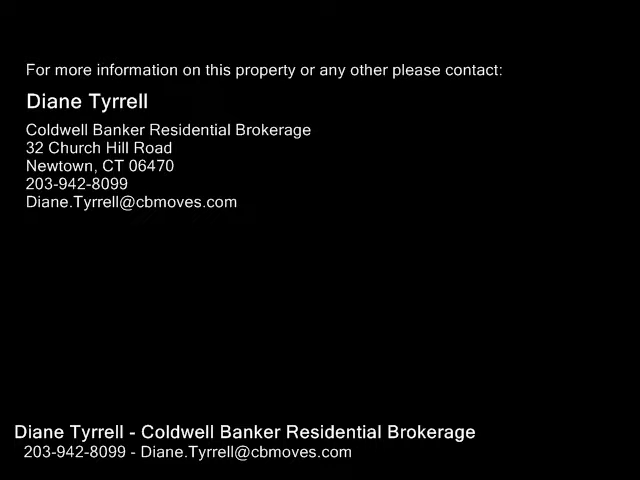 For more information on this property or any other please contact:
Diane Tyrrell
Coldwell Banker Residential Brokerage
32 Church Hill Road
Newtown, CT 06470
203-942-8099
Diane.Tyrrell@cbmoves.com
Diane Tyrrell - Coldwell Banker Residential Brokerage
203-942-8099 - Diane.Tyrrell@cbmoves.com